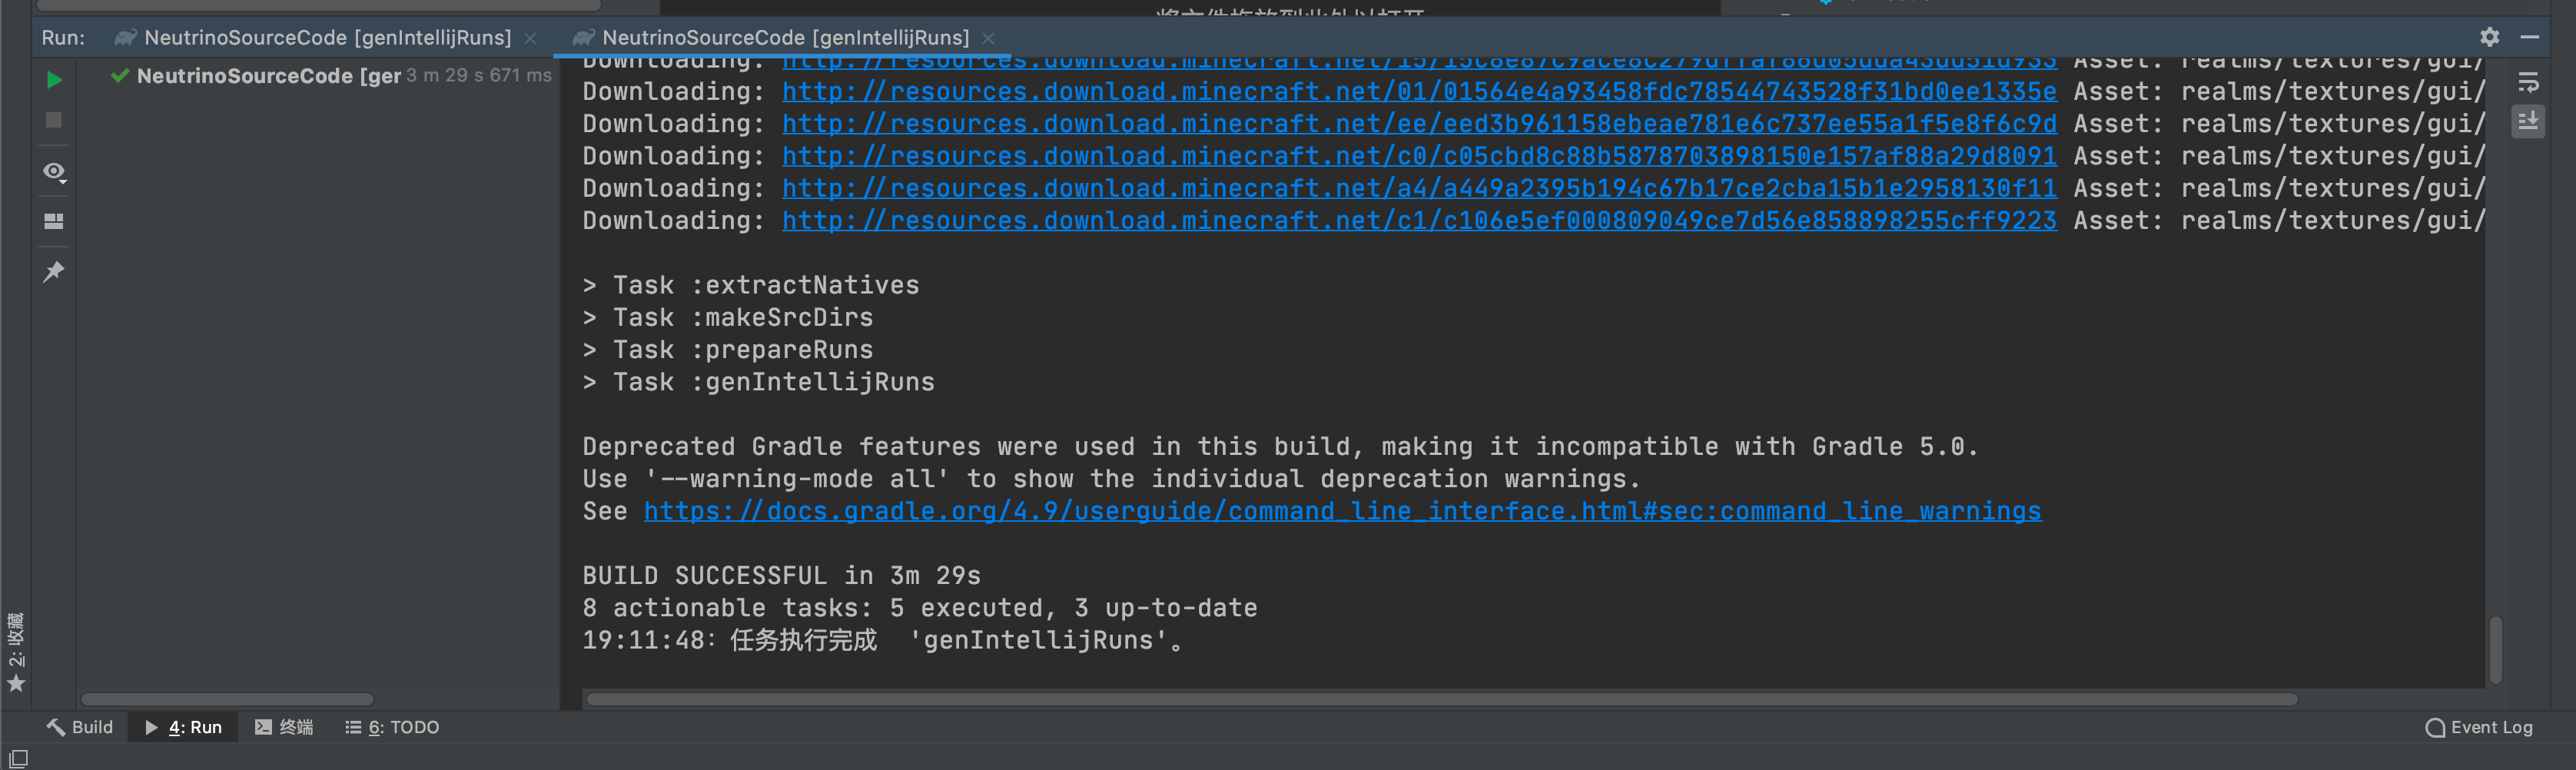 Run: NeutrinoSourceCode [genIntellijRuns] NeutrinoSourceCode [genIntellijRuns]
NeutrinoSourceCode [ger 3 m 29 s 671 ms
Downloading: Asset: realms/textures/gui/
Downloading: http://resources.download.minecraft.net/01/01564e4a93458fdc78544743528f31bd0ee1335e Asset: realms/textures/gui/
Downloading: http://resources.download.minecraft.net/ee/eed3b961158ebeae781e6c737ee55a1f5e8f6c9d Asset: realms/textures/gui/
Downloading: http://resources.download.minecraft.net/c0/c05cbd8c88b5878703898150e157af88a29d8091 Asset: realms/textures/gui/
Downloading: http://resources.download.minecraft.net/a4/a449a2395b194c67b17ce2cba15b1e2958130f11 Asset: realms/textures/gui/
Downloading: http://resources.download.minecraft.net/c1/c106e5ef000809049ce7d56e858898255cff9223 Asset: realms/textures/gui/
> Task :extractNatives
> Task :makeSrcDirs
> Task :prepareRuns
> Task :genIntellijRuns
Deprecated Gradle features were used in this build, making it incompatible with Gradle 5.0.
Use '--warning-mode all' to show the individual deprecation warnings.
See https://docs.gradle.org/4.9/userguide/command_line_interface.html#sec:command_line_warnings
BUILD SUCCESSFUL in 3m 29s
8 actionable tasks: 5 executed, 3 up-to-date
19:11:48: 任务执行完成 'genIntellijRuns'。
2: 收藏
Build 4: Run 终端 6: TODO Event Log